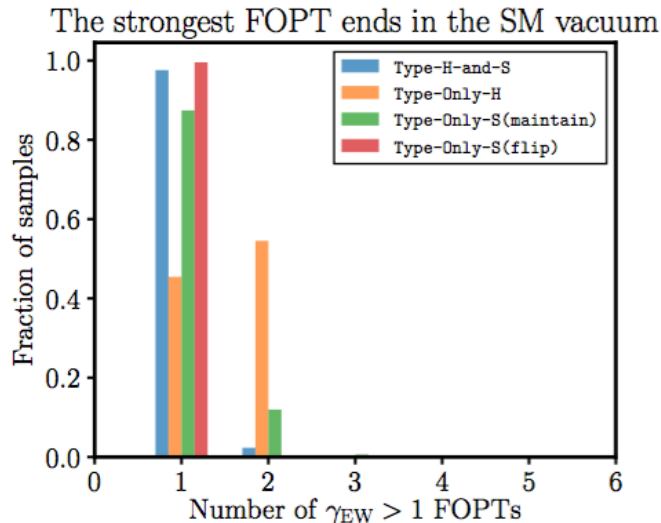 The strongest FOPT ends in the SM vacuum
Type-H-and-S
Type-Only-H
Type-Only-S(maintain)
Type-Only-S(flip)
Fraction of samples
1.0
0.8
0.6
0.4
0.2
0.0
0 1 2 3 4 5 6
Number of γ_EW > 1 FOPTs